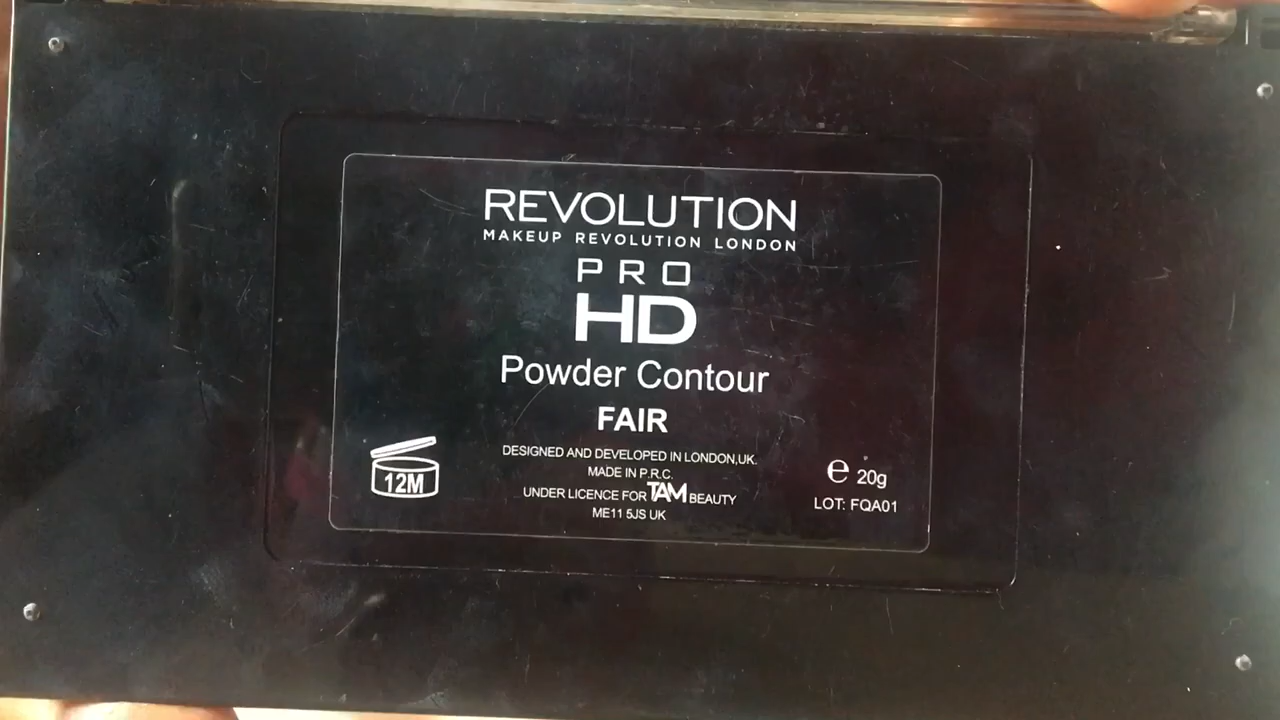 REVOLUTION
MAKEUP REVOLUTION LONDON
PRO
HD
Powder Contour
FAIR
DESIGNED AND DEVELOPED IN LONDON,UK.
MADE IN P.R.C.
UNDER LICENCE FOR TAM BEAUTY
ME11 5JS UK
12M
e 20g
LOT: FQA01